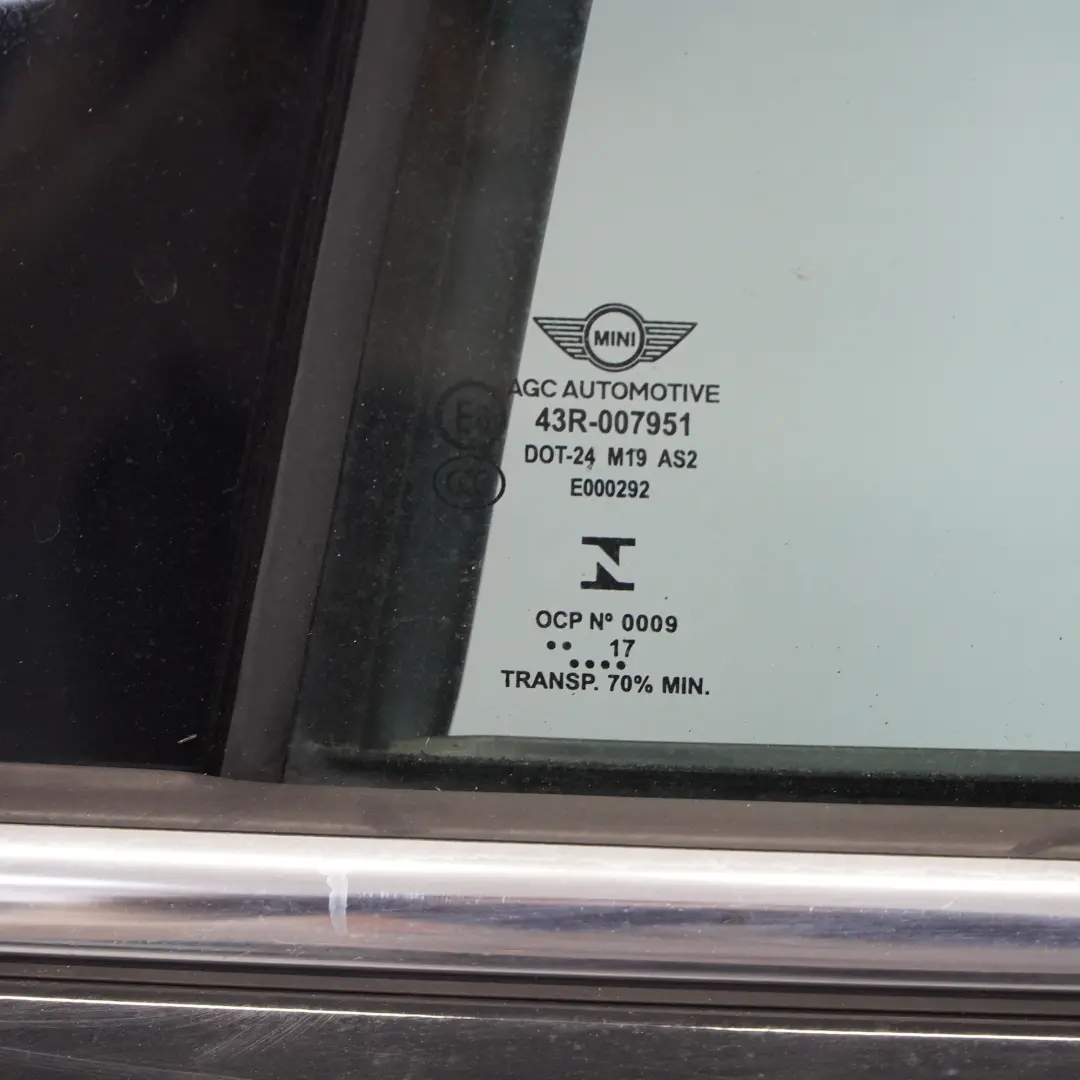 MINI
AGC AUTOMOTIVE
43R-007951
DOT-24 M19 AS2
E000292
N
OCP Nº 0009
•• 17
••••
TRANSP. 70% MIN.